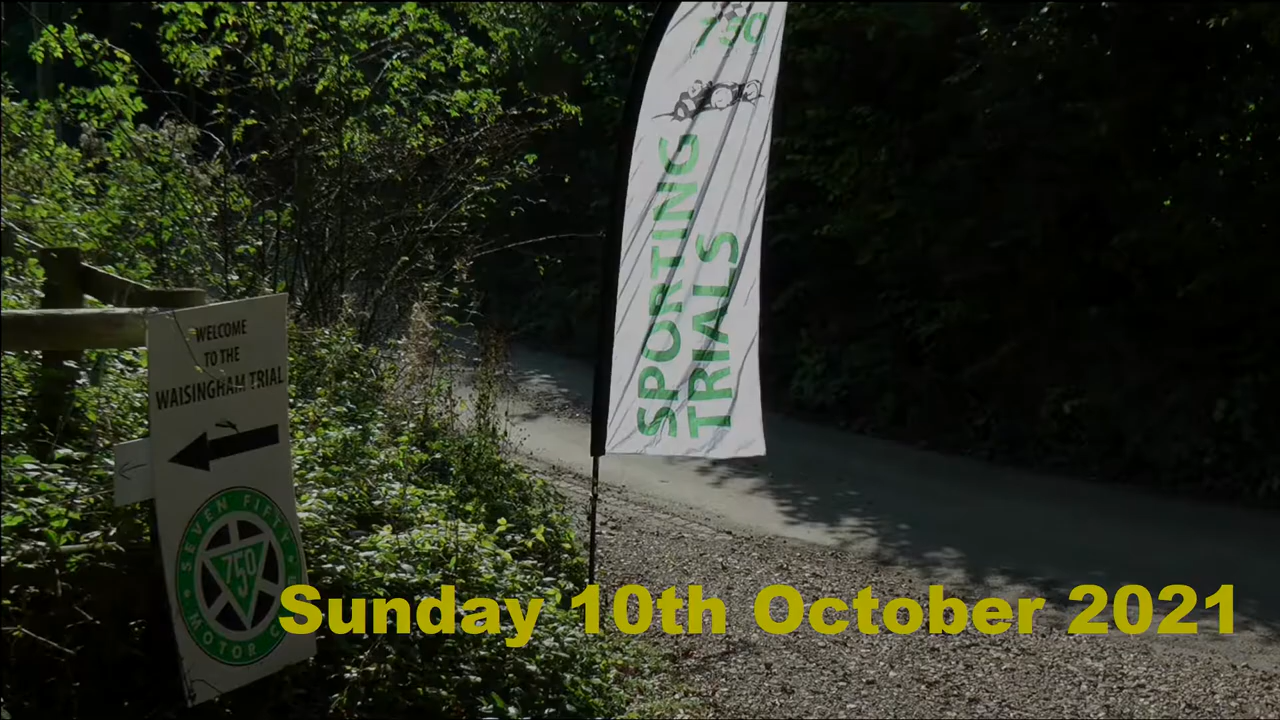 WELCOME
TO THE
WAISINGHAM TRIAL
SEVEN FIFTY
750
MOTOR
750
SPORTING
TRIALS
Sunday 10th October 2021